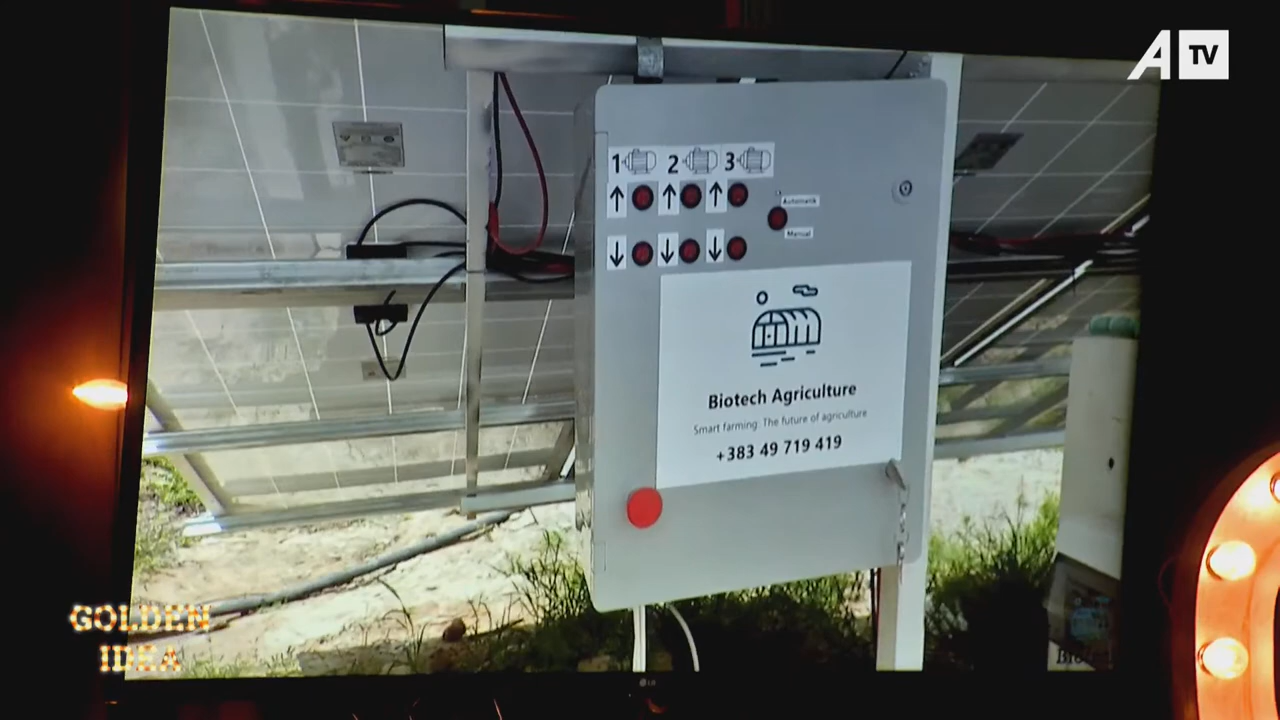 A TV
1 2 3
↑ ↑ ↑
Automatik
Manual
↓ ↓ ↓
Biotech Agriculture
Smart farming: The future of agriculture
+383 49 719 419
GOLDEN
IDEA
LG